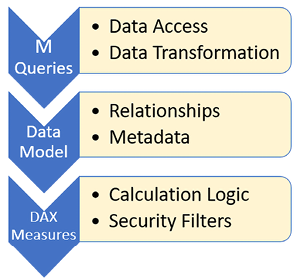 M
Queries
• Data Access
• Data Transformation
Data
Model
• Relationships
• Metadata
DAX
Measures
• Calculation Logic
• Security Filters